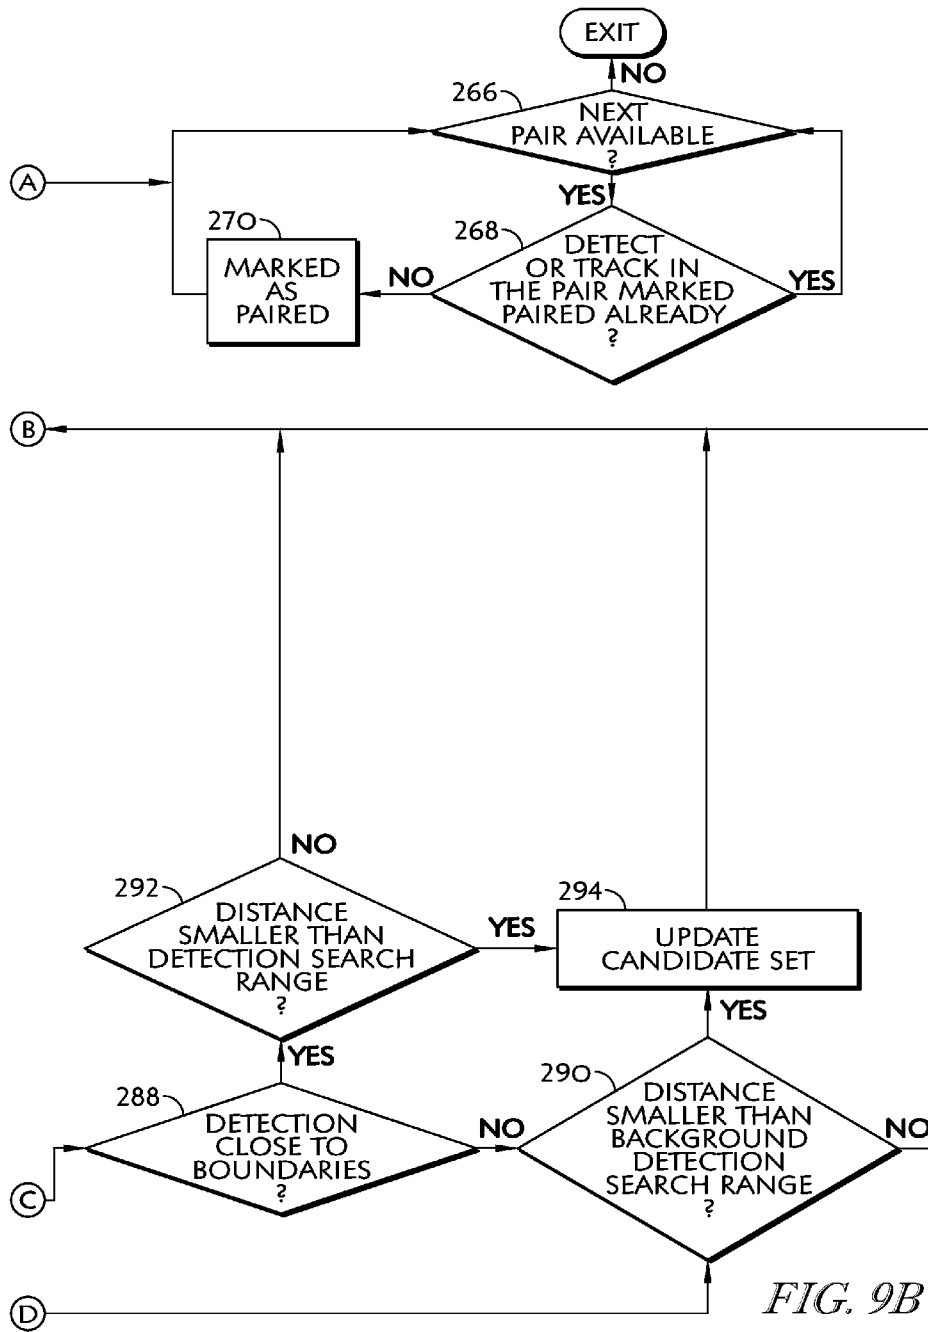 EXIT
NO
266
NEXT
PAIR AVAILABLE
?
A
YES
270
268
DETECT
OR TRACK IN
THE PAIR MARKED
PAIRED ALREADY
?
MARKED
AS
PAIRED
NO
YES
B
NO
292
DISTANCE
SMALLER THAN
DETECTION SEARCH
RANGE
?
YES
294
UPDATE
CANDIDATE SET
YES
YES
288
DETECTION
CLOSE TO
BOUNDARIES
?
NO
290
DISTANCE
SMALLER THAN
BACKGROUND
DETECTION
SEARCH RANGE
?
NO
C
D
FIG. 9B